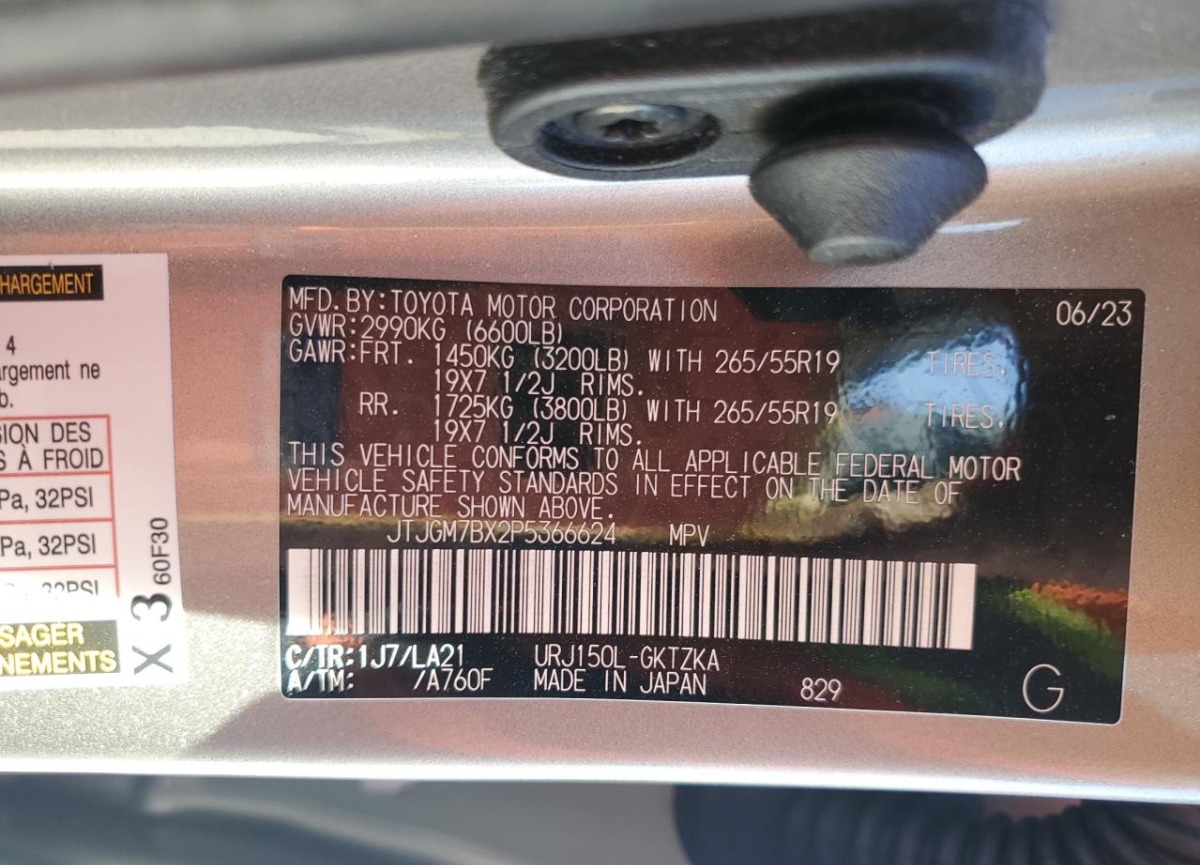 HARGEMENT
4
argement ne
b.
SION DES
S À FROID
Pa, 32PSI
Pa, 32PSI
32PSI
SAGER
NEMENTS
X 3 60F30
MFD. BY: TOYOTA MOTOR CORPORATION 06/23
GVWR: 2990KG (6600LB)
GAWR: FRT. 1450KG (3200LB) WITH 265/55R19 TIRES,
19X7 1/2J RIMS.
RR. 1725KG (3800LB) WITH 265/55R19 TIRES,
19X7 1/2J RIMS.
THIS VEHICLE CONFORMS TO ALL APPLICABLE FEDERAL MOTOR
VEHICLE SAFETY STANDARDS IN EFFECT ON THE DATE OF
MANUFACTURE SHOWN ABOVE.
JTJGM7BX2P5366624 MPV
C/TR: 1J7/LA21 URJ150L-GKTZKA
A/TM: /A760F MADE IN JAPAN 829 G